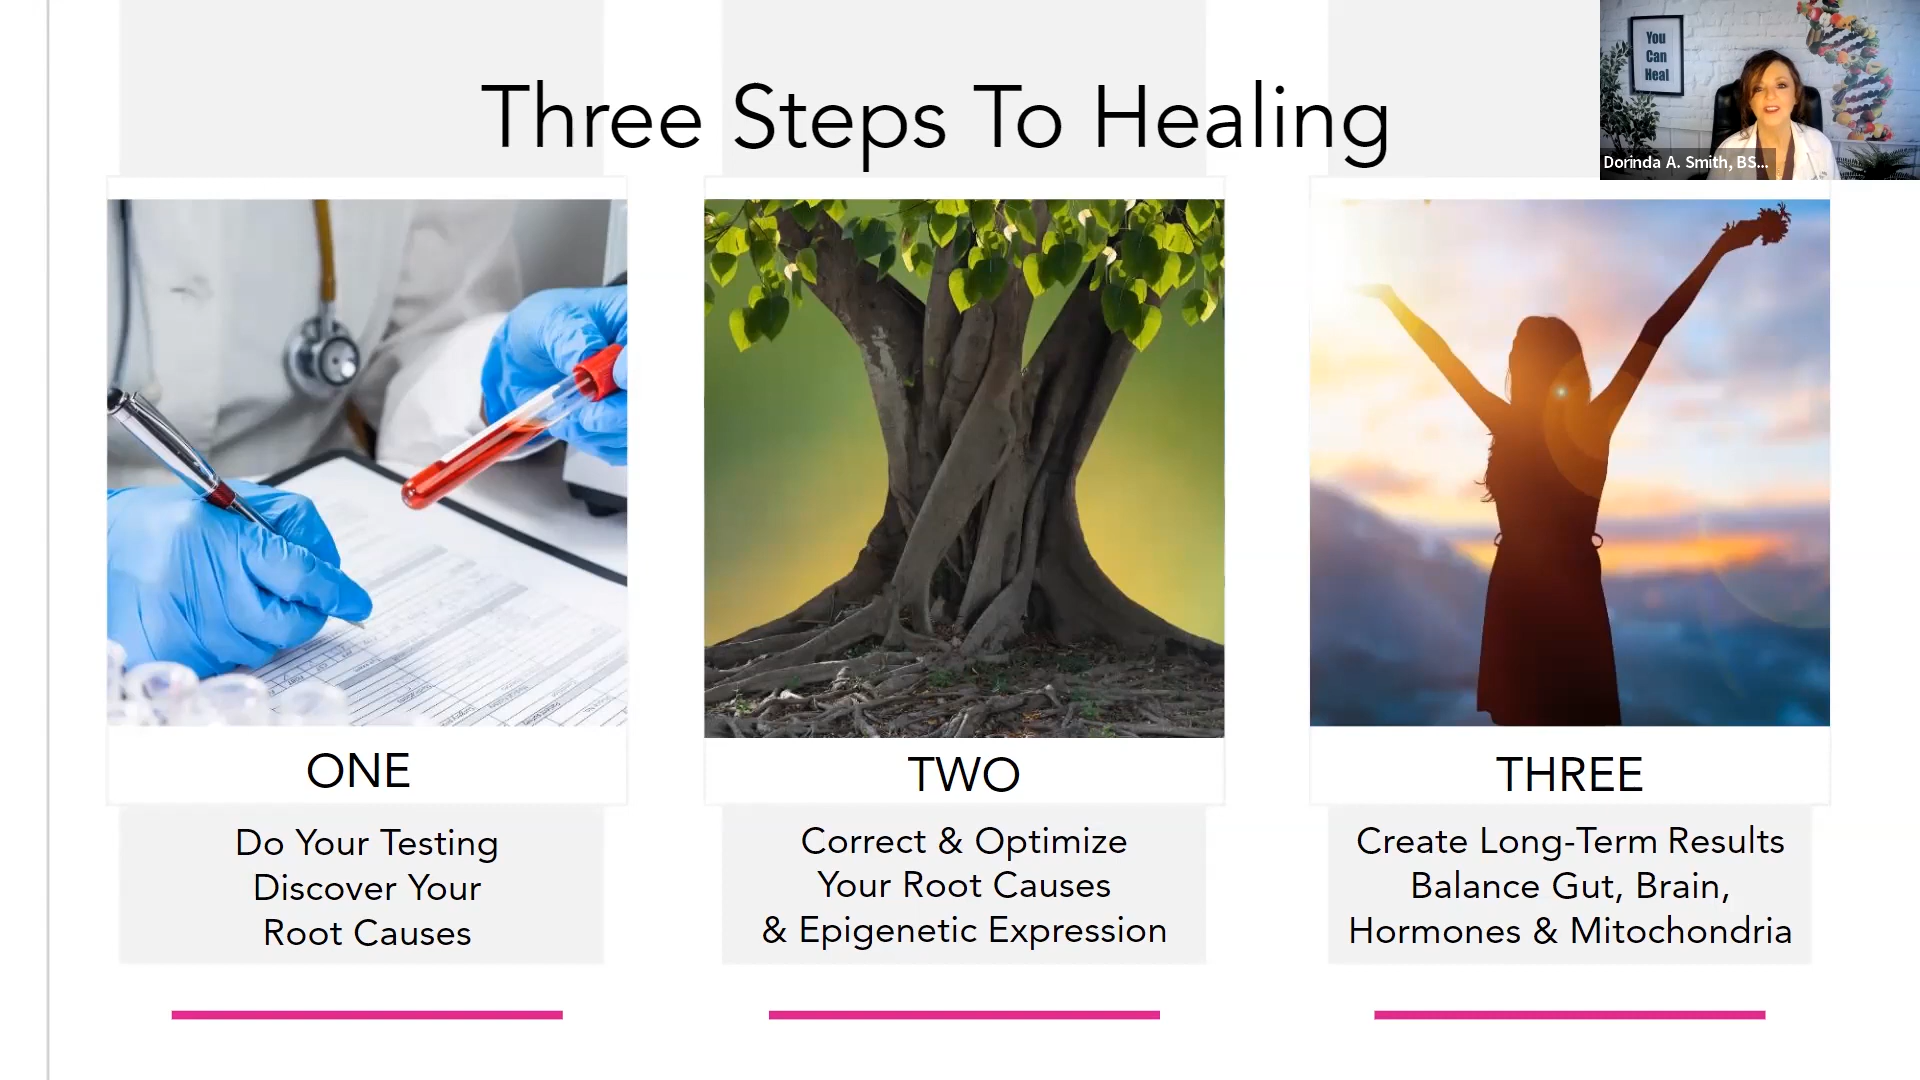 Three Steps To Healing
You
Can
Heal
Dorinda A. Smith, BS...
ONE
Do Your Testing
Discover Your
Root Causes
TWO
Correct & Optimize
Your Root Causes
& Epigenetic Expression
THREE
Create Long-Term Results
Balance Gut, Brain,
Hormones & Mitochondria